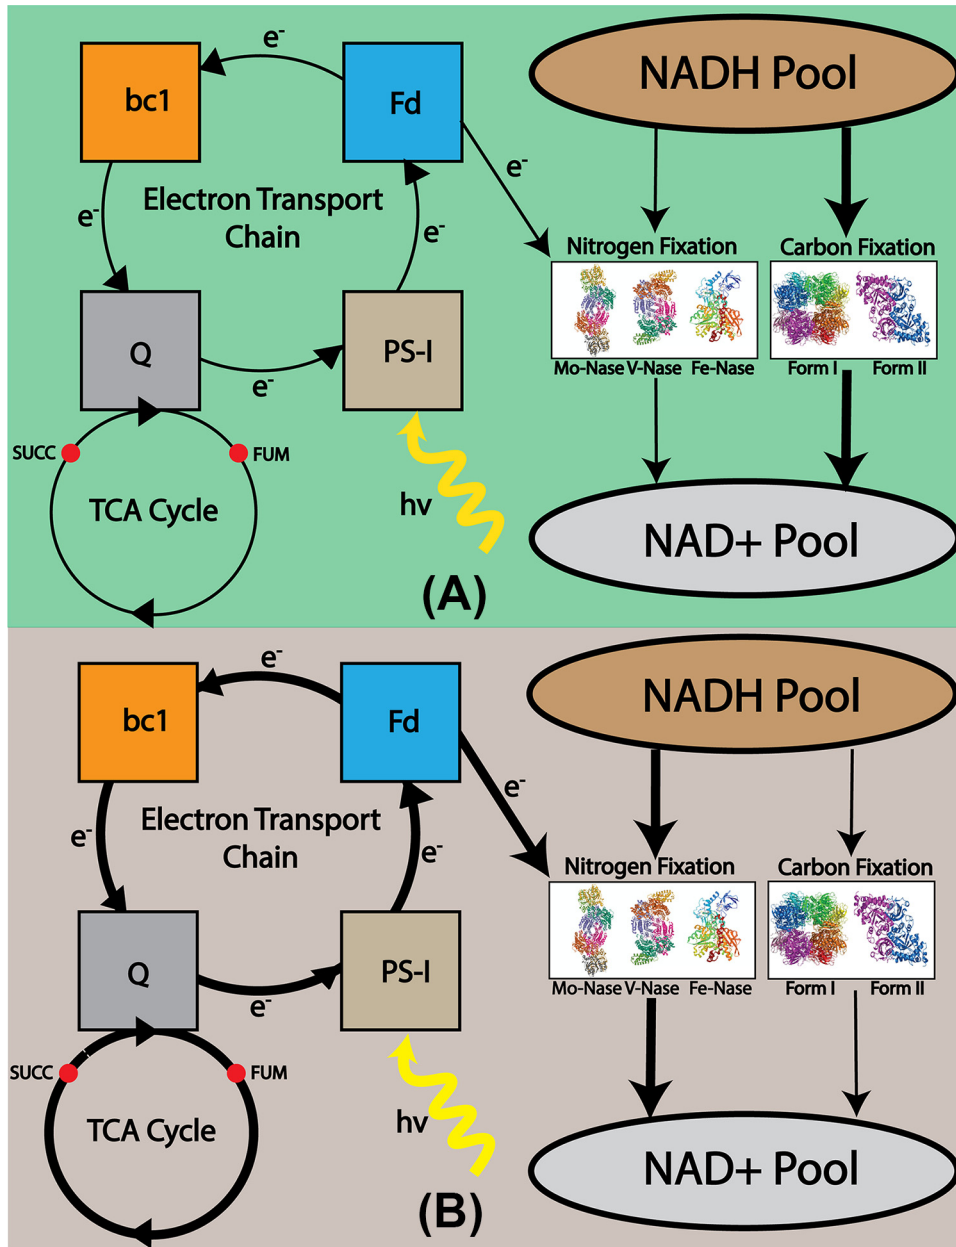 e-
bc1
Fd
NADH Pool
e-
Electron Transport
Chain
e-
e-
Nitrogen Fixation
Carbon Fixation
Q
PS-I
e-
Mo-Nase V-Nase Fe-Nase
Form I Form II
SUCC
FUM
TCA Cycle
hν
NAD+ Pool
(A)
e-
bc1
Fd
NADH Pool
e-
Electron Transport
Chain
e-
e-
Nitrogen Fixation
Carbon Fixation
Q
PS-I
e-
Mo-Nase V-Nase Fe-Nase
Form I Form II
SUCC
FUM
TCA Cycle
hν
NAD+ Pool
(B)